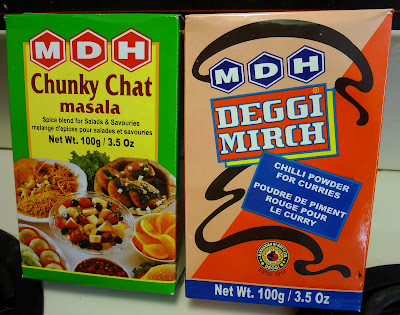 MDH
Chunky Chat
masala
Spice blend for Salads & Savouries
melange n'epices pour salades et savouries
Net Wt. 100g / 3.5 Oz
MDH
DEGGI
MIRCH
CHILLI POWDER
FOR CURRIES
POUDRE DE PIMENT
ROUGE POUR
LE CURRY
Net Wt. 100g / 3.5 Oz